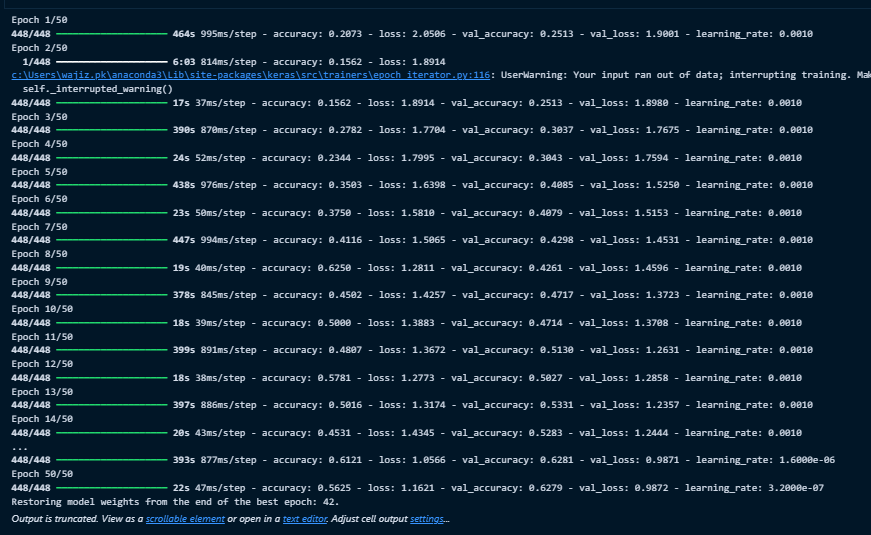 Epoch 1/50
448/448 ━━━━━━━━━━━━━━━━━━━━ 464s 995ms/step - accuracy: 0.2073 - loss: 2.0506 - val_accuracy: 0.2513 - val_loss: 1.9001 - learning_rate: 0.0010
Epoch 2/50
1/448 ━━━━━━━━━━━━━━━━━━━━ 6:03 814ms/step - accuracy: 0.1562 - loss: 1.8914
c:\Users\wajiz.pk\anaconda3\Lib\site-packages\keras\src\trainers\epoch_iterator.py:116: UserWarning: Your input ran out of data; interrupting training. Mak
self._interrupted_warning()
448/448 ━━━━━━━━━━━━━━━━━━━━ 17s 37ms/step - accuracy: 0.1562 - loss: 1.8914 - val_accuracy: 0.2513 - val_loss: 1.8980 - learning_rate: 0.0010
Epoch 3/50
448/448 ━━━━━━━━━━━━━━━━━━━━ 390s 870ms/step - accuracy: 0.2782 - loss: 1.7704 - val_accuracy: 0.3037 - val_loss: 1.7675 - learning_rate: 0.0010
Epoch 4/50
448/448 ━━━━━━━━━━━━━━━━━━━━ 24s 52ms/step - accuracy: 0.2344 - loss: 1.7995 - val_accuracy: 0.3043 - val_loss: 1.7594 - learning_rate: 0.0010
Epoch 5/50
448/448 ━━━━━━━━━━━━━━━━━━━━ 438s 976ms/step - accuracy: 0.3503 - loss: 1.6398 - val_accuracy: 0.4085 - val_loss: 1.5250 - learning_rate: 0.0010
Epoch 6/50
448/448 ━━━━━━━━━━━━━━━━━━━━ 23s 50ms/step - accuracy: 0.3750 - loss: 1.5810 - val_accuracy: 0.4079 - val_loss: 1.5153 - learning_rate: 0.0010
Epoch 7/50
448/448 ━━━━━━━━━━━━━━━━━━━━ 447s 994ms/step - accuracy: 0.4116 - loss: 1.5065 - val_accuracy: 0.4298 - val_loss: 1.4531 - learning_rate: 0.0010
Epoch 8/50
448/448 ━━━━━━━━━━━━━━━━━━━━ 19s 40ms/step - accuracy: 0.6250 - loss: 1.2811 - val_accuracy: 0.4261 - val_loss: 1.4596 - learning_rate: 0.0010
Epoch 9/50
448/448 ━━━━━━━━━━━━━━━━━━━━ 378s 845ms/step - accuracy: 0.4502 - loss: 1.4257 - val_accuracy: 0.4717 - val_loss: 1.3723 - learning_rate: 0.0010
Epoch 10/50
448/448 ━━━━━━━━━━━━━━━━━━━━ 18s 39ms/step - accuracy: 0.5000 - loss: 1.3883 - val_accuracy: 0.4714 - val_loss: 1.3708 - learning_rate: 0.0010
Epoch 11/50
448/448 ━━━━━━━━━━━━━━━━━━━━ 399s 891ms/step - accuracy: 0.4807 - loss: 1.3672 - val_accuracy: 0.5130 - val_loss: 1.2631 - learning_rate: 0.0010
Epoch 12/50
448/448 ━━━━━━━━━━━━━━━━━━━━ 18s 38ms/step - accuracy: 0.5781 - loss: 1.2773 - val_accuracy: 0.5027 - val_loss: 1.2858 - learning_rate: 0.0010
Epoch 13/50
448/448 ━━━━━━━━━━━━━━━━━━━━ 397s 886ms/step - accuracy: 0.5016 - loss: 1.3174 - val_accuracy: 0.5331 - val_loss: 1.2357 - learning_rate: 0.0010
Epoch 14/50
448/448 ━━━━━━━━━━━━━━━━━━━━ 20s 43ms/step - accuracy: 0.4531 - loss: 1.4345 - val_accuracy: 0.5283 - val_loss: 1.2444 - learning_rate: 0.0010
...
448/448 ━━━━━━━━━━━━━━━━━━━━ 393s 877ms/step - accuracy: 0.6121 - loss: 1.0566 - val_accuracy: 0.6281 - val_loss: 0.9871 - learning_rate: 1.6000e-06
Epoch 50/50
448/448 ━━━━━━━━━━━━━━━━━━━━ 22s 47ms/step - accuracy: 0.5625 - loss: 1.1621 - val_accuracy: 0.6279 - val_loss: 0.9872 - learning_rate: 3.2000e-07
Restoring model weights from the end of the best epoch: 42.
Output is truncated. View as a scrollable element or open in a text editor. Adjust cell output settings...